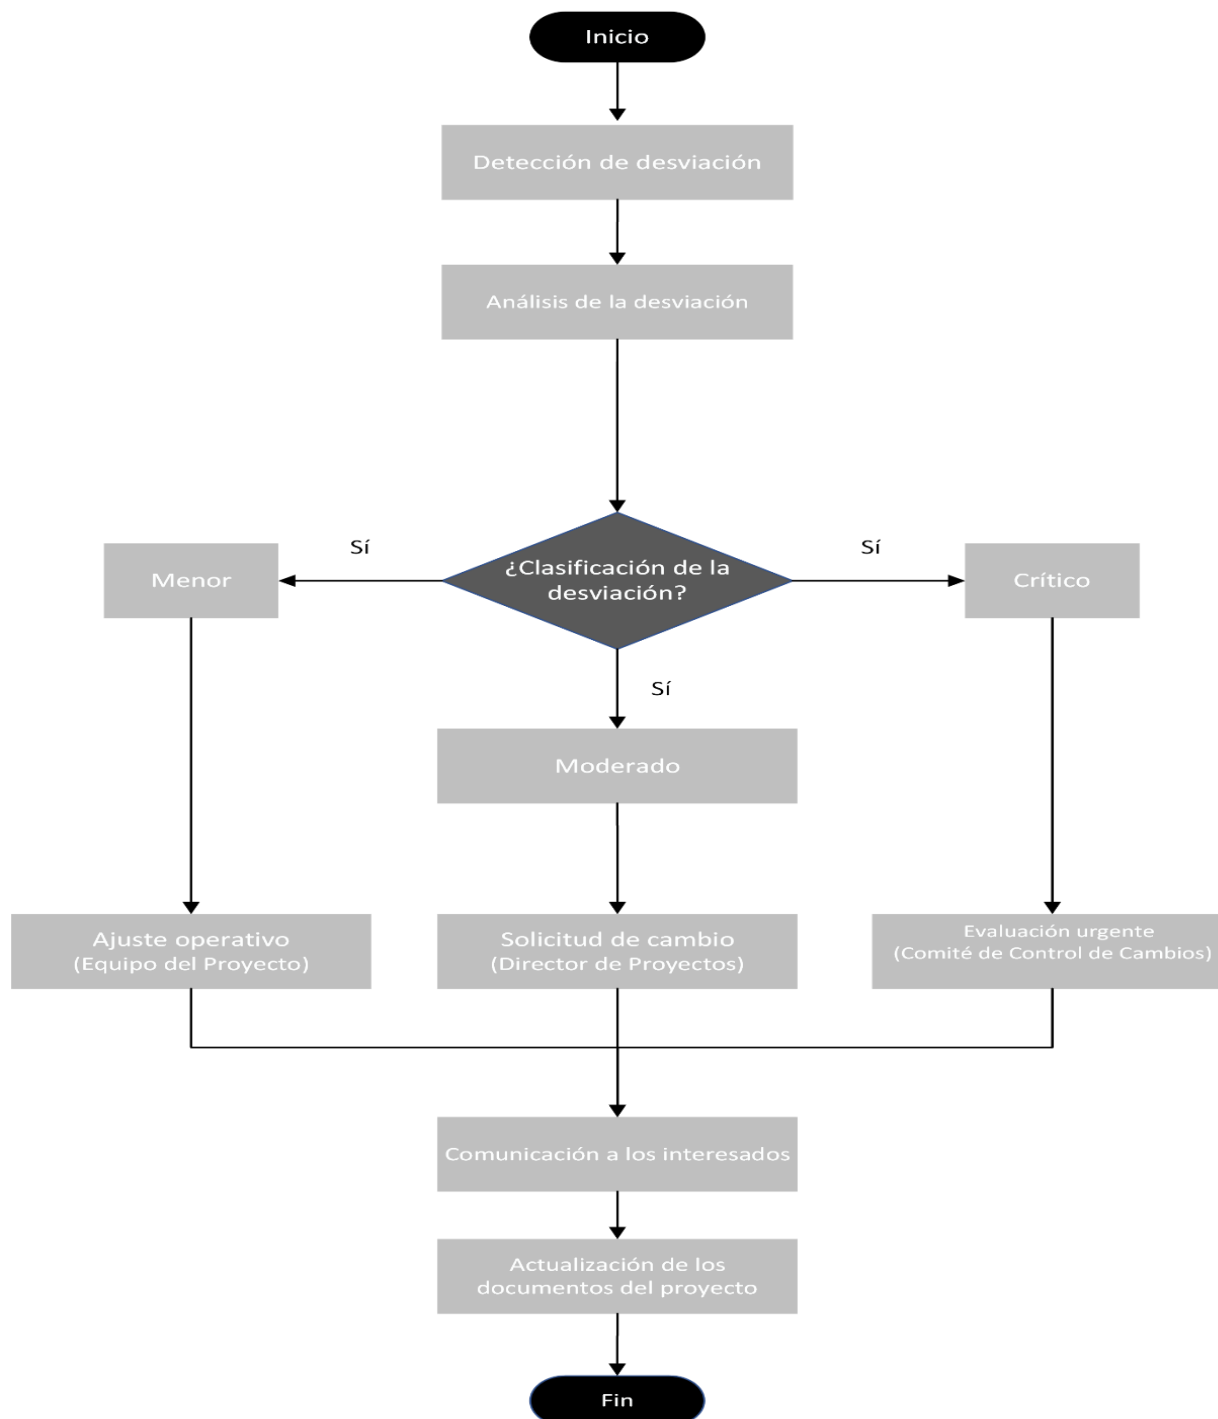 Inicio
Detección de desviación
Análisis de la desviación
Sí
Sí
¿Clasificación de la
desviación?
Menor
Crítico
Sí
Moderado
Ajuste operativo
(Equipo del Proyecto)
Solicitud de cambio
(Director de Proyectos)
Evaluación urgente
(Comité de Control de Cambios)
Comunicación a los interesados
Actualización de los
documentos del proyecto
Fin